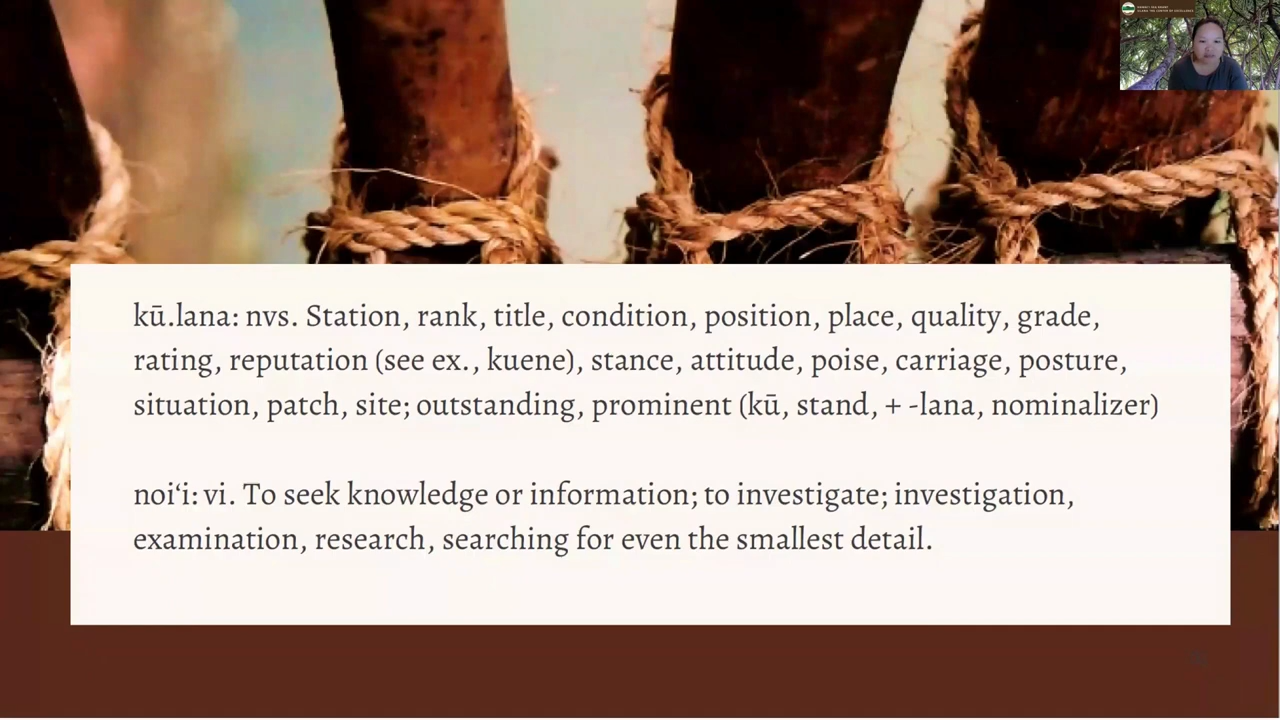 kū.lana: nvs. Station, rank, title, condition, position, place, quality, grade,
rating, reputation (see ex., kuene), stance, attitude, poise, carriage, posture,
situation, patch, site; outstanding, prominent (kū, stand, + -lana, nominalizer)
noiʻi: vi. To seek knowledge or information; to investigate; investigation,
examination, research, searching for even the smallest detail.